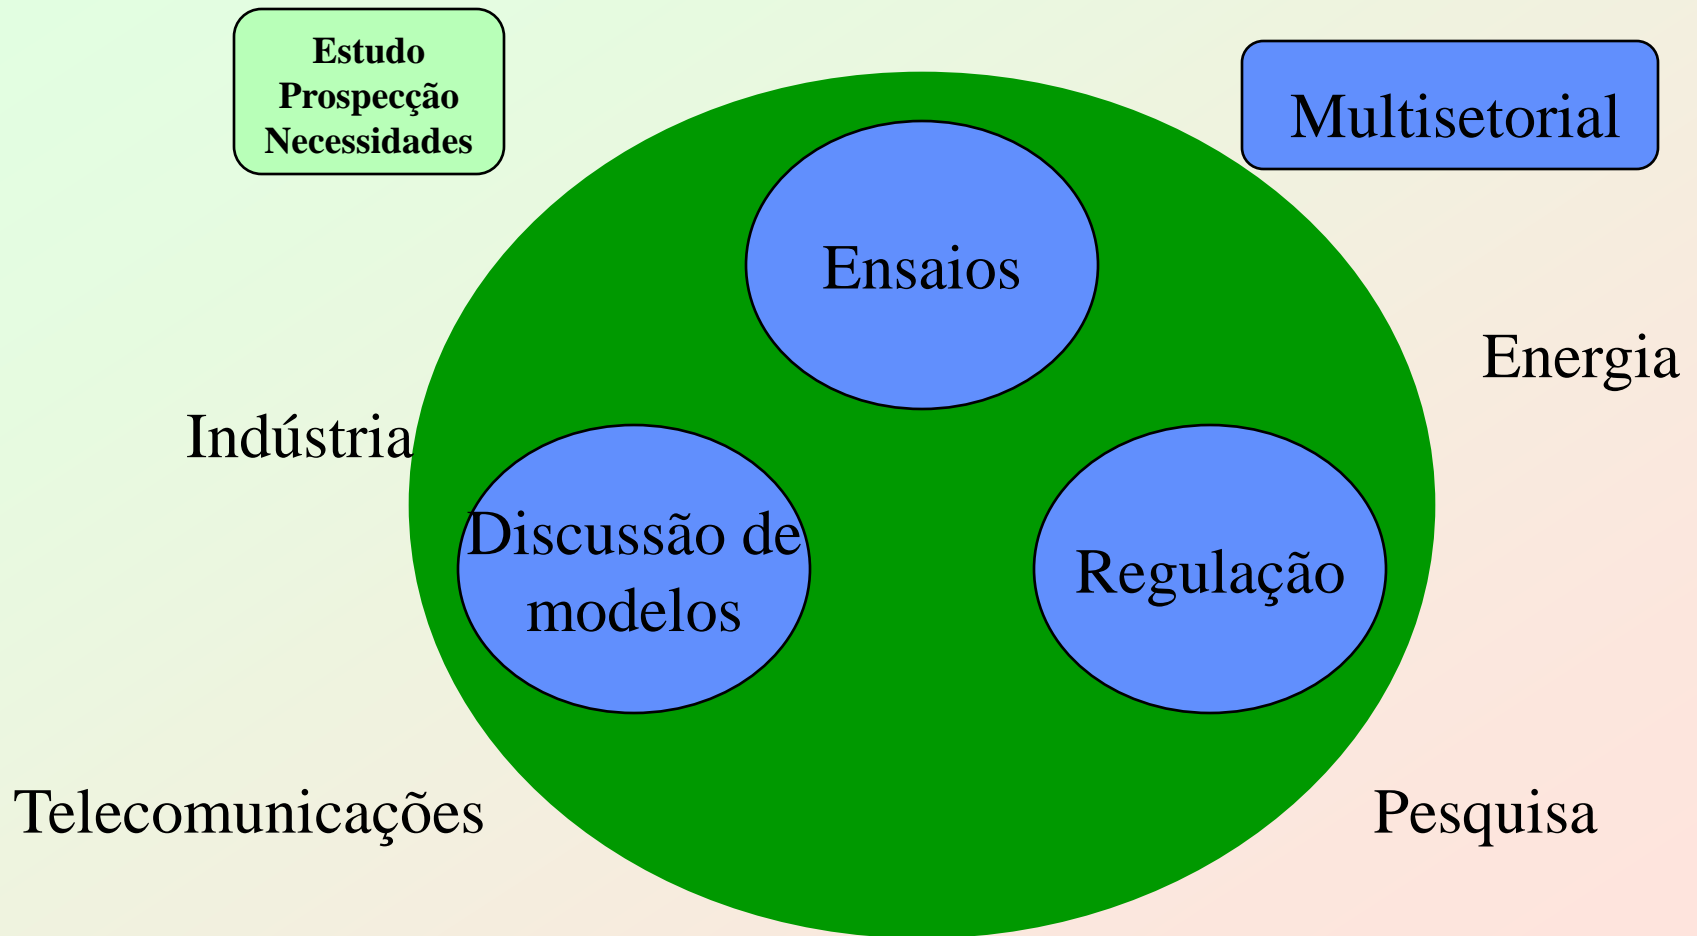 Estudo
Prospecção
Necessidades
Multisetorial
Ensaios
Energia
Indústria
Discussão de
modelos
Regulação
Telecomunicações
Pesquisa